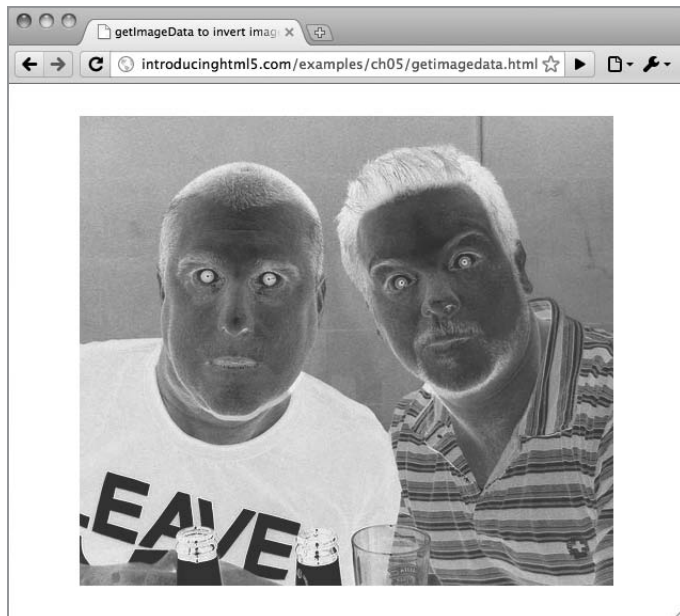 getImageData to invert imag
introducinghtml5.com/examples/ch05/getimagedata.html
LEAVE